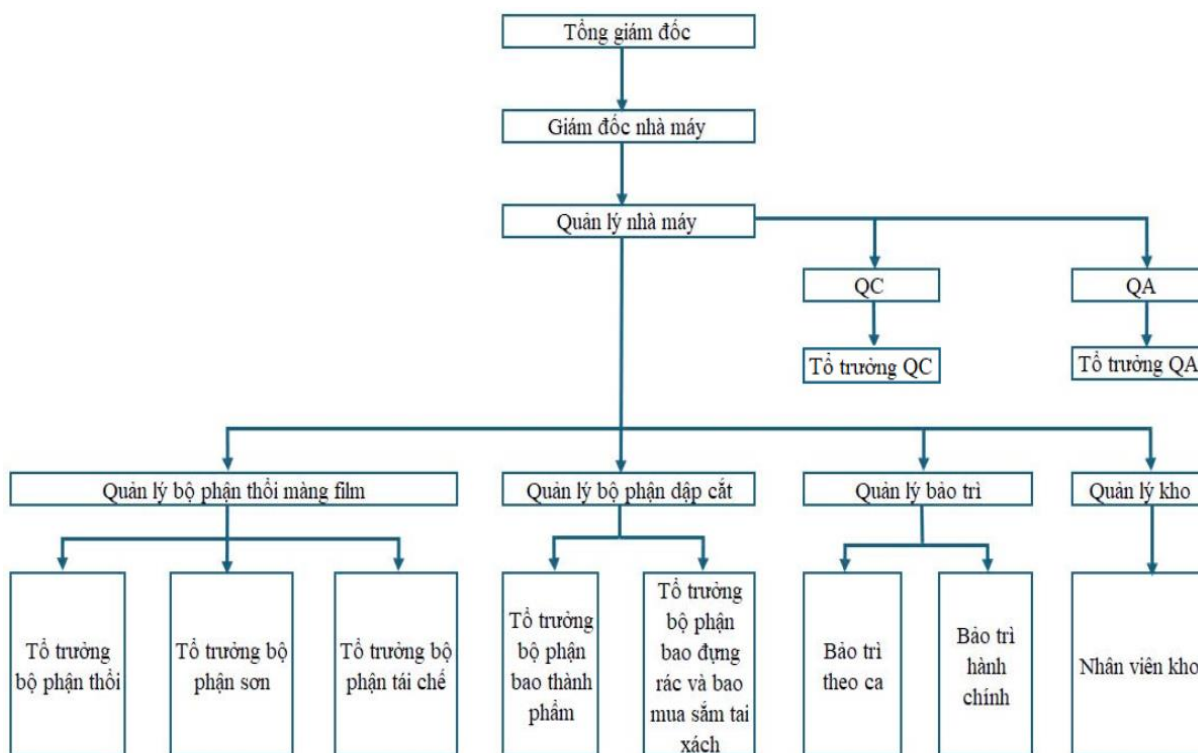 Tổng giám đốc
Giám đốc nhà máy
Quản lý nhà máy
QC
QA
Tổ trưởng QC
Tổ trưởng QA
Quản lý bộ phận thổi màng film
Quản lý bộ phận dập cắt
Quản lý bảo trì
Quản lý kho
Tổ trưởng
bộ phận thổi
Tổ trưởng bộ
phận sơn
Tổ trưởng bộ
phận tái chế
Tổ trưởng
bộ phận
bao thành
phẩm
Tổ trưởng
bộ phận
bao đựng
rác và bao
mua sắm tai
xách
Bảo trì
theo ca
Bảo trì
hành
chính
Nhân viên kho